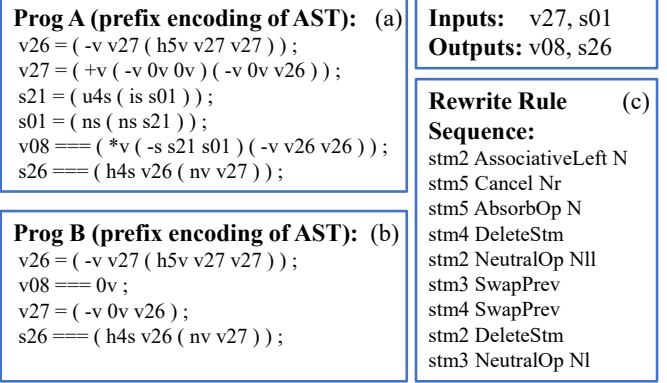 Prog A (prefix encoding of AST): (a)
v26 = ( -v v27 ( h5v v27 v27 ) ) ;
v27 = ( +v ( -v 0v 0v ) ( -v 0v v26 ) ) ;
s21 = ( u4s ( is s01 ) ) ;
s01 = ( ns ( ns s21 ) ) ;
v08 === ( *v ( -s s21 s01 ) ( -v v26 v26 ) ) ;
s26 === ( h4s v26 ( nv v27 ) ) ;
Prog B (prefix encoding of AST): (b)
v26 = ( -v v27 ( h5v v27 v27 ) ) ;
v08 === 0v ;
v27 = ( -v 0v v26 ) ;
s26 === ( h4s v26 ( nv v27 ) ) ;
Inputs: v27, s01
Outputs: v08, s26
Rewrite Rule (c)
Sequence:
stm2 AssociativeLeft N
stm5 Cancel Nr
stm5 AbsorbOp N
stm4 DeleteStm
stm2 NeutralOp Nll
stm3 SwapPrev
stm4 SwapPrev
stm2 DeleteStm
stm3 NeutralOp Nl